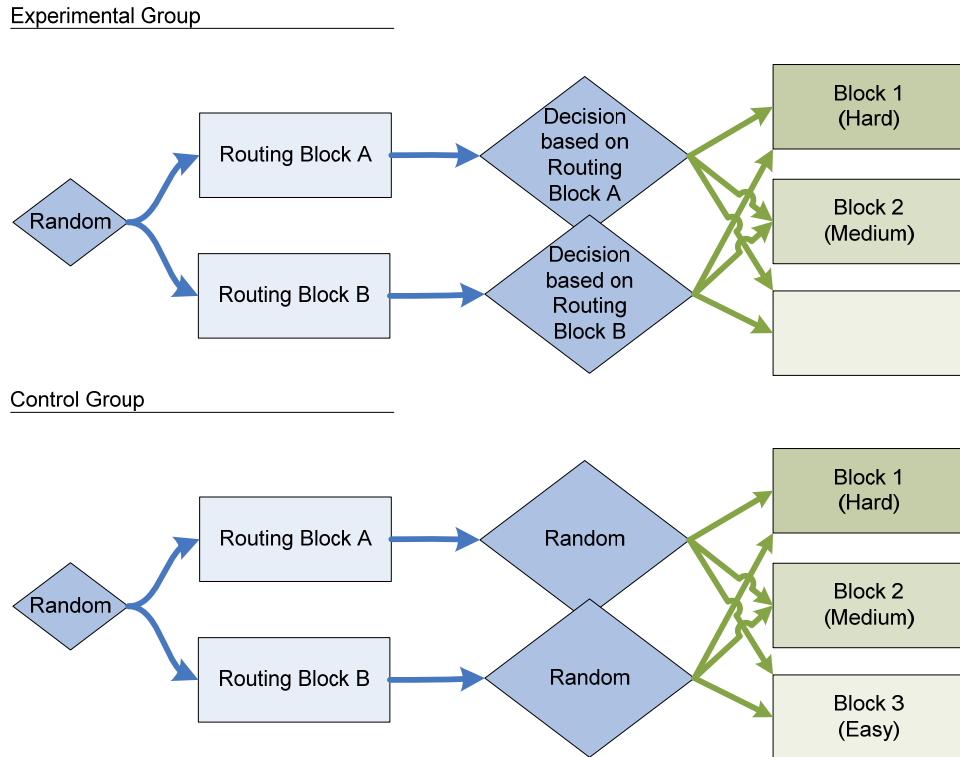 Experimental Group
Random
Routing Block A
Routing Block B
Decision
based on
Routing
Block A
Decision
based on
Routing
Block B
Block 1
(Hard)
Block 2
(Medium)
Control Group
Random
Routing Block A
Routing Block B
Random
Random
Block 1
(Hard)
Block 2
(Medium)
Block 3
(Easy)